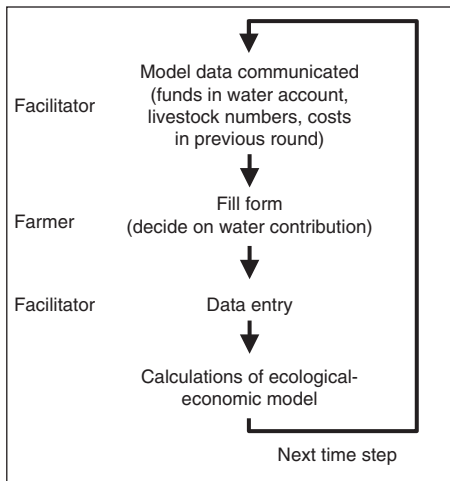 Model data communicated
(funds in water account,
Facilitator
livestock numbers, costs
in previous round)
Fill form
Farmer
(decide on water contribution)
Facilitator
Data entry
Calculations of ecological-
economic model
Next time step